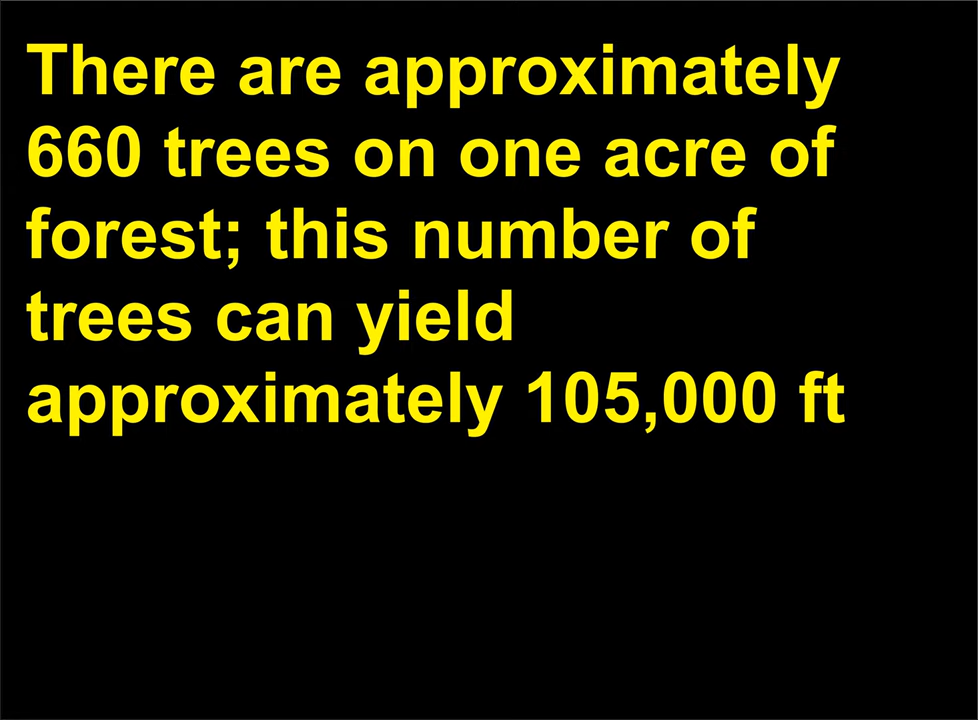 There are approximately
660 trees on one acre of
forest; this number of
trees can yield
approximately 105,000 ft